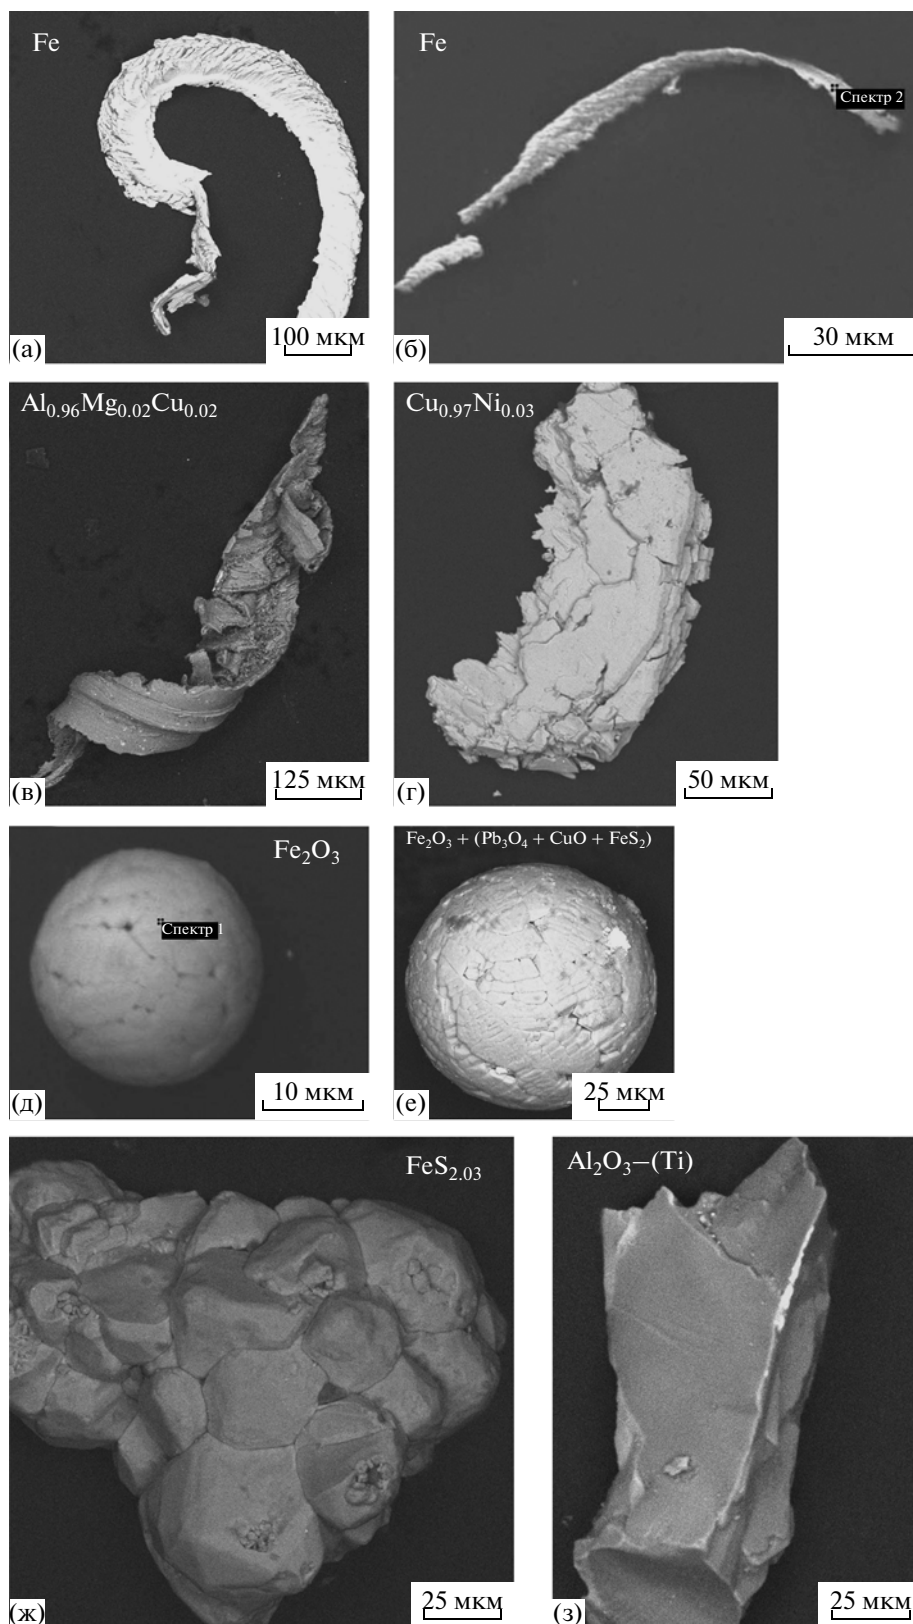 Fe
Fe
Спектр 2
100 мкм
30 мкм
(а)
(б)
Al0.96Mg0.02Cu0.02
Cu0.97Ni0.03
125 мкм
50 мкм
(в)
(г)
Fe2O3
Fe2O3 + (Pb3O4 + CuO + FeS2)
Спектр 1
10 мкм
25 мкм
(д)
(е)
FeS2.03
Al2O3–(Ti)
25 мкм
25 мкм
(ж)
(з)